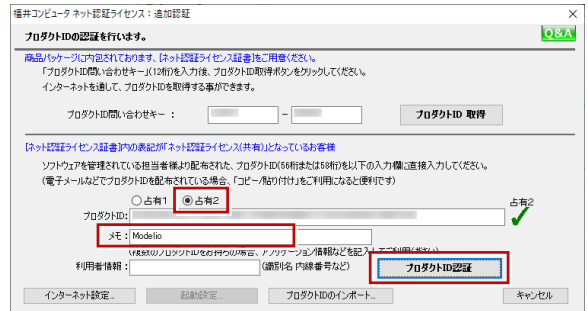 福井コンピュータ ネット認証ライセンス：追加認証
プロダクトIDの認証を行います。
Q&A
商品パッケージに内包されております、[ネット認証ライセンス証書]をご用意ください。
「プロダクトID問い合わせキー」(12桁)を入力後、プロダクトID取得ボタンをクリックしてください。
インターネットを通して、プロダクトIDを取得する事ができます。
プロダクトID問い合わせキー ：
－
プロダクトID 取得
[ネット認証ライセンス証書]内の表記が「ネット認証ライセンス(共有)」となっているお客様
ソフトウェアを管理されている担当者様より配布された、プロダクトID(56桁または58桁)を以下の入力欄に直接入力してください。
(電子メールなどでプロダクトIDを配布されている場合、「コピー/貼り付け」をご利用になると便利です)
占有1 占有2
占有2
プロダクトID:
メモ : Modelio
(複数のプロダクトIDをお持ちの場合、アプリケーション情報などを記入してご利用ください)
利用者情報 : (識別名 内線番号など)
プロダクトID認証
インターネット設定... 起動設定... プロダクトIDのインポート... キャンセル